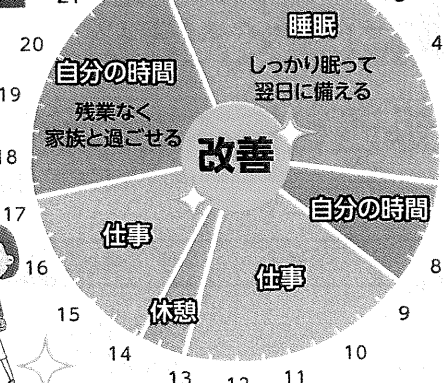 睡眠
しっかり眠って
翌日に備える
4
20
自分の時間
残業なく
家族と過ごせる
19
18
改善
自分の時間
17
仕事
仕事
16
8
休憩
15
9
14
10
13
11